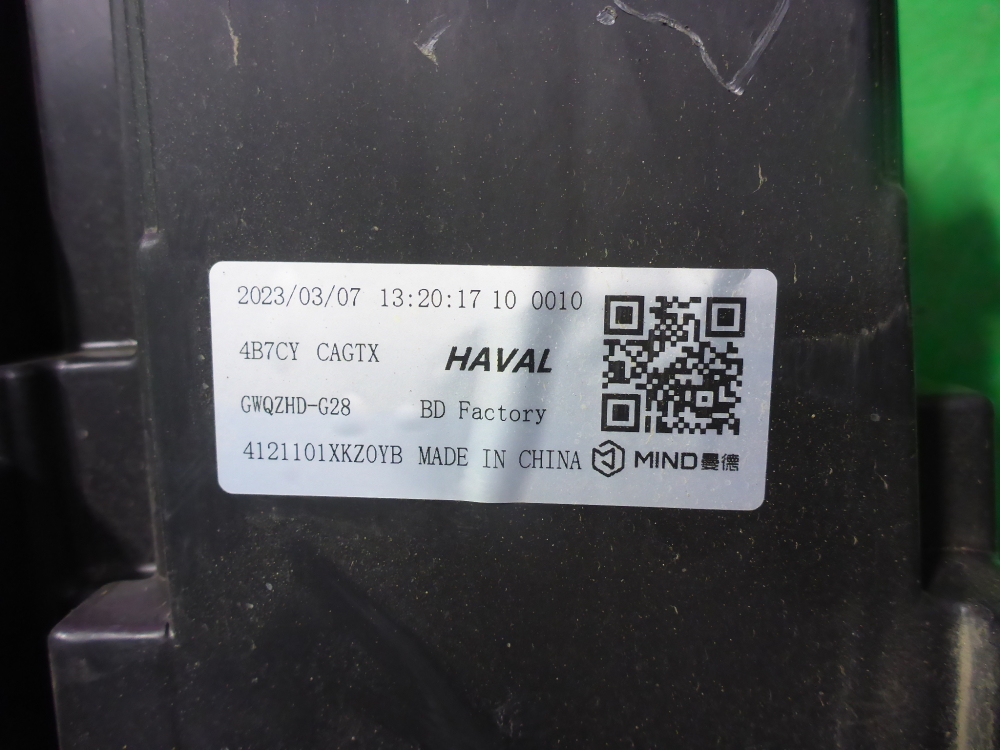 2023/03/07 13:20:17 10 0010
4B7CY CAGTX HAVAL
GWQZHD-G28 BD Factory
4121101XKZ0YB MADE IN CHINA MIND曼德